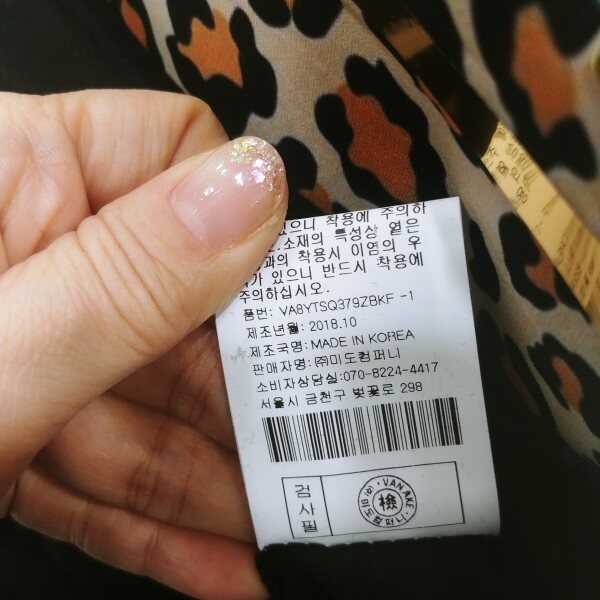 있으니 착용에 주의하
소재의 특성상 옅은
과의 착용시 이염의 우
가 있으니 반드시 착용에
주의하십시오.
품번: VA8YTSQ379ZBKF -1
제조년월: 2018.10
제조국명: MADE IN KOREA
판매자명: ㈜미도컴퍼니
소비자상담실:070-8224-4417
서울시 금천구 벚꽃로 298
검사필
VAN AKE
檢
㈜미도컴퍼니